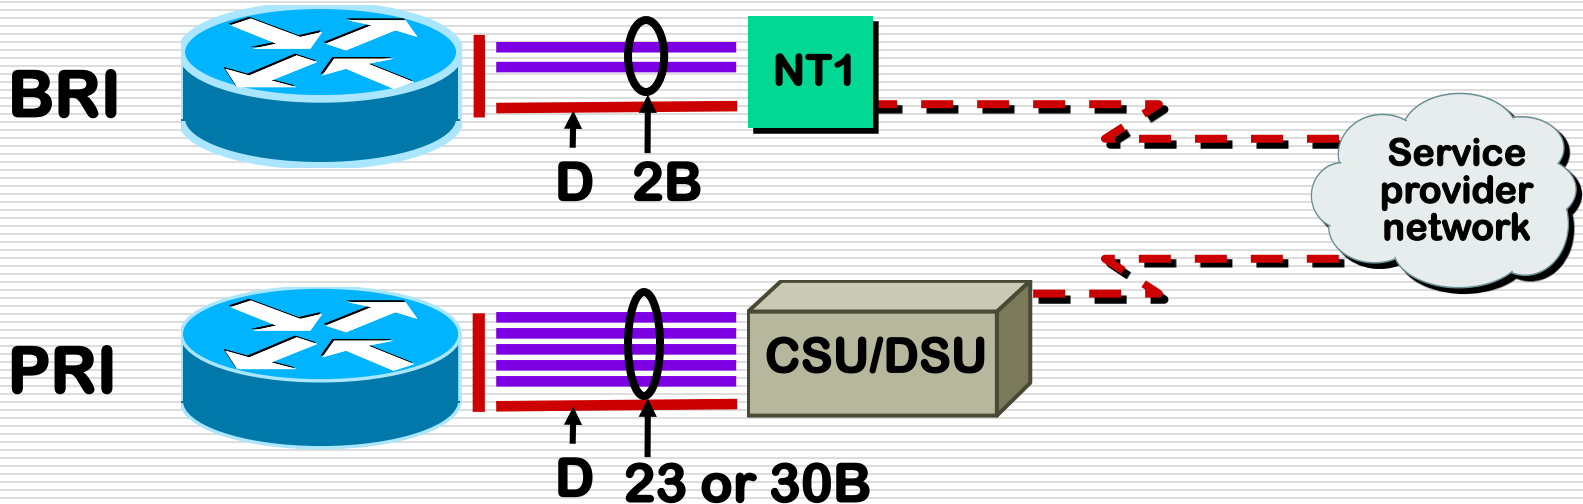 BRI
NT1
D
2B
Service
provider
network
PRI
CSU/DSU
D
23 or 30B